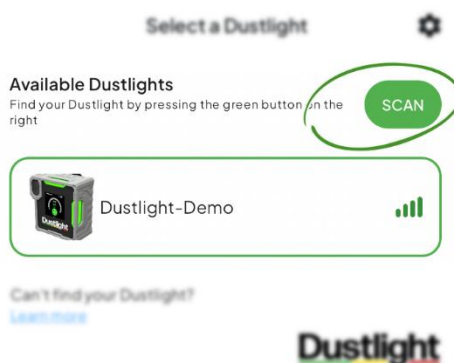 Select a Dustlight
Available Dustlights
Find your Dustlight by pressing the green button on the
right
SCAN
Dustlight
Dustlight-Demo
Can't find your Dustlight?
Learn more
Dustlight